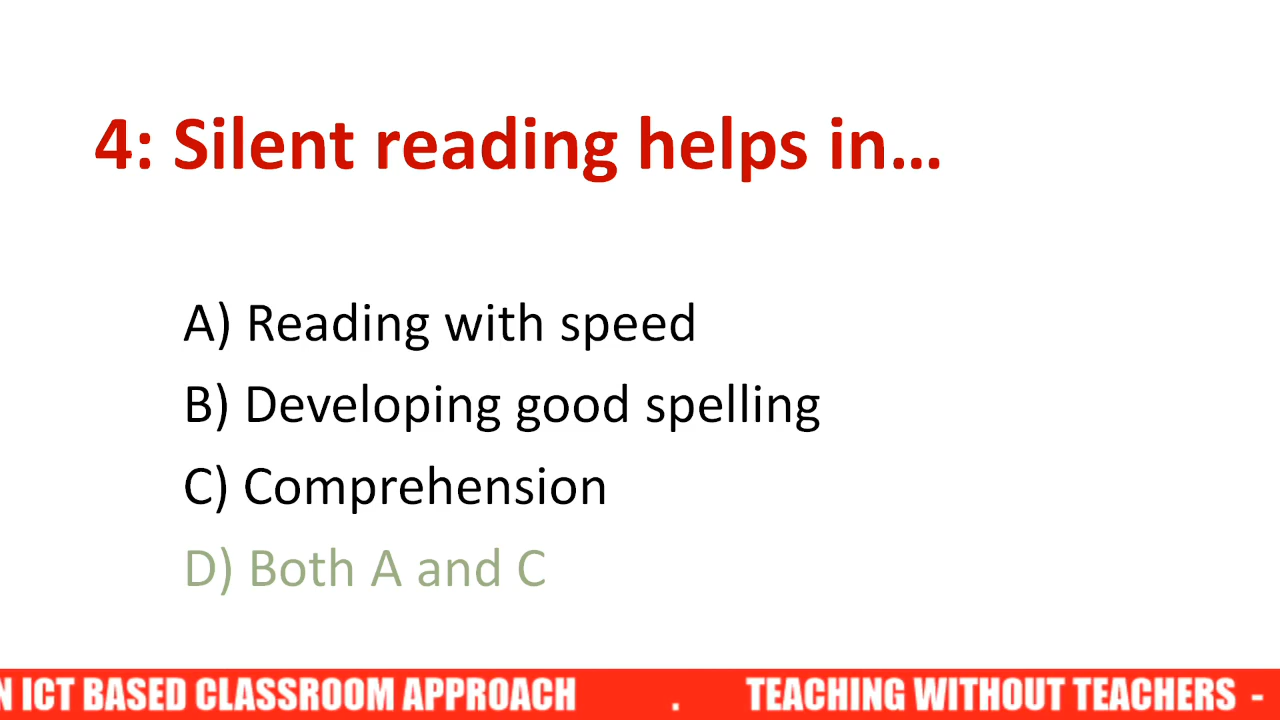 4: Silent reading helps in...
A) Reading with speed
B) Developing good spelling
C) Comprehension
D) Both A and C
N ICT BASED CLASSROOM APPROACH . TEACHING WITHOUT TEACHERS -